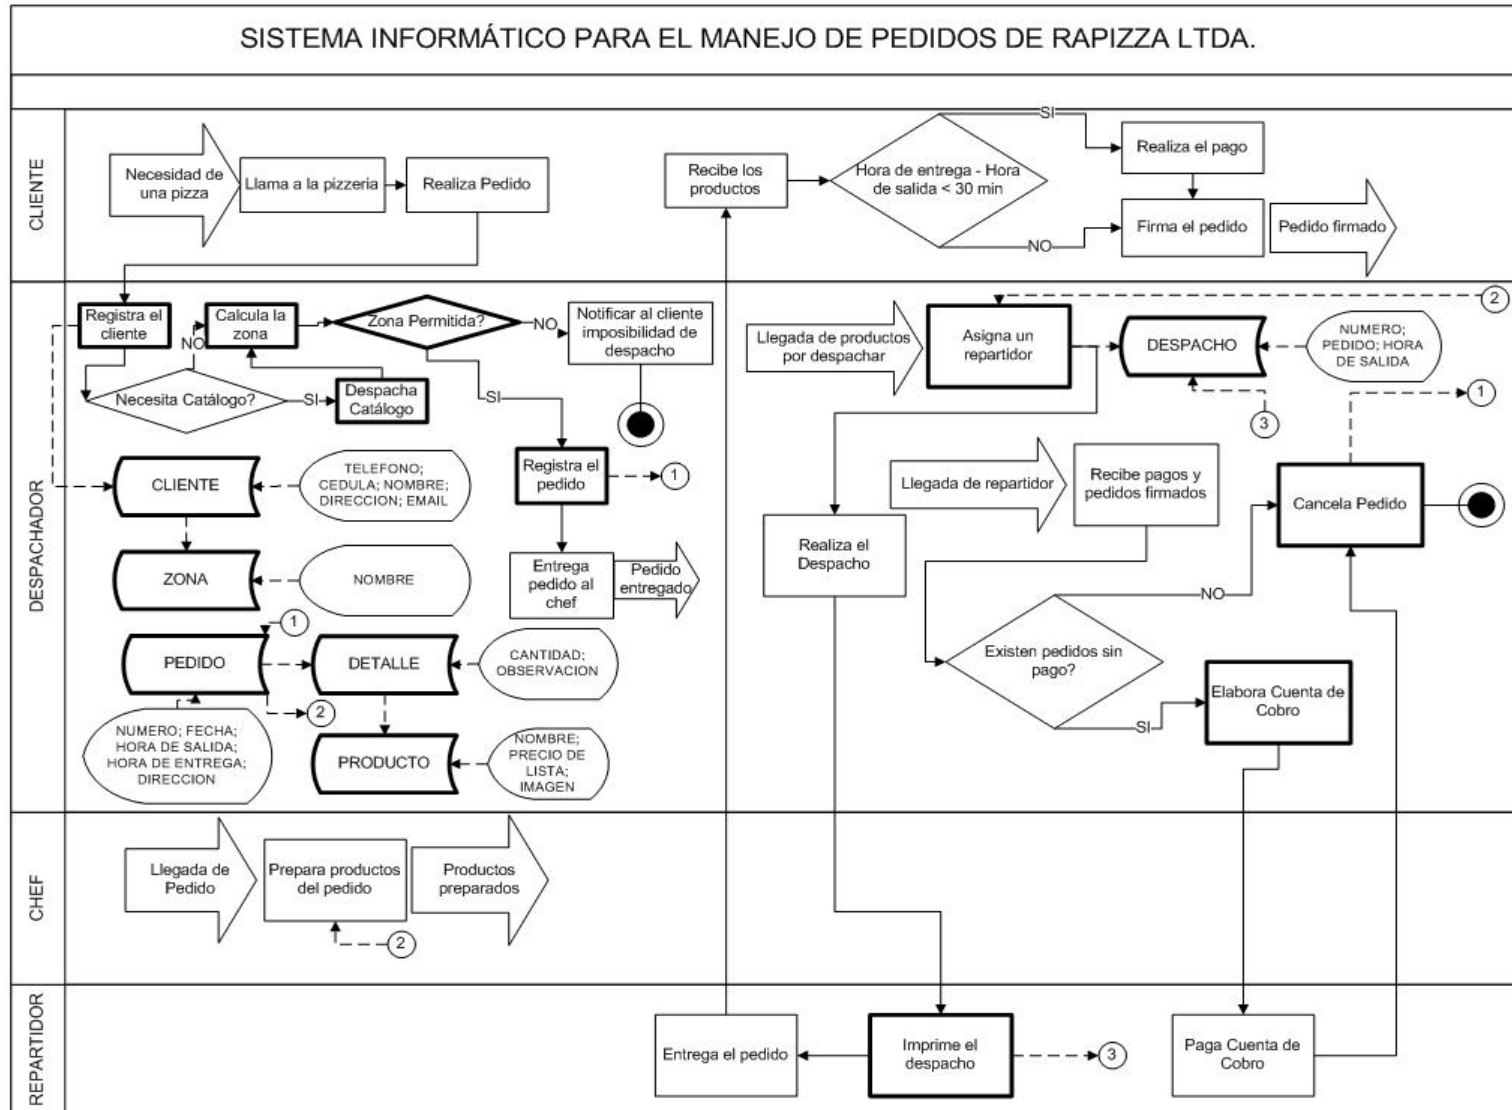 SISTEMA INFORMÁTICO PARA EL MANEJO DE PEDIDOS DE RAPIZZA LTDA.
CLIENTE
Necesidad de
una pizza
Llama a la pizzeria
Realiza Pedido
Recibe los
productos
Hora de entrega - Hora
de salida < 30 min
SI
NO
Realiza el pago
Firma el pedido
Pedido firmado
DESPACHADOR
Registra el
cliente
Calcula la
zona
NO
Necesita Catálogo?
SI
Despacha
Catálogo
Zona Permitida?
NO
SI
Notificar al cliente
imposibilidad de
despacho
Registra el
pedido
1
Entrega
pedido al
chef
Pedido
entregado
CLIENTE
TELEFONO;
CEDULA; NOMBRE;
DIRECCION; EMAIL
ZONA
NOMBRE
1
PEDIDO
2
NUMERO; FECHA;
HORA DE SALIDA;
HORA DE ENTREGA;
DIRECCION
DETALLE
CANTIDAD;
OBSERVACION
PRODUCTO
NOMBRE;
PRECIO DE
LISTA;
IMAGEN
Llegada de productos
por despachar
Asigna un
repartidor
2
DESPACHO
NUMERO;
PEDIDO; HORA
DE SALIDA
3
1
Realiza el
Despacho
Llegada de repartidor
Recibe pagos y
pedidos firmados
Cancela Pedido
Existen pedidos sin
pago?
NO
SI
Elabora Cuenta de
Cobro
CHEF
Llegada de
Pedido
Prepara productos
del pedido
Productos
preparados
2
REPARTIDOR
Entrega el pedido
Imprime el
despacho
3
Paga Cuenta de
Cobro